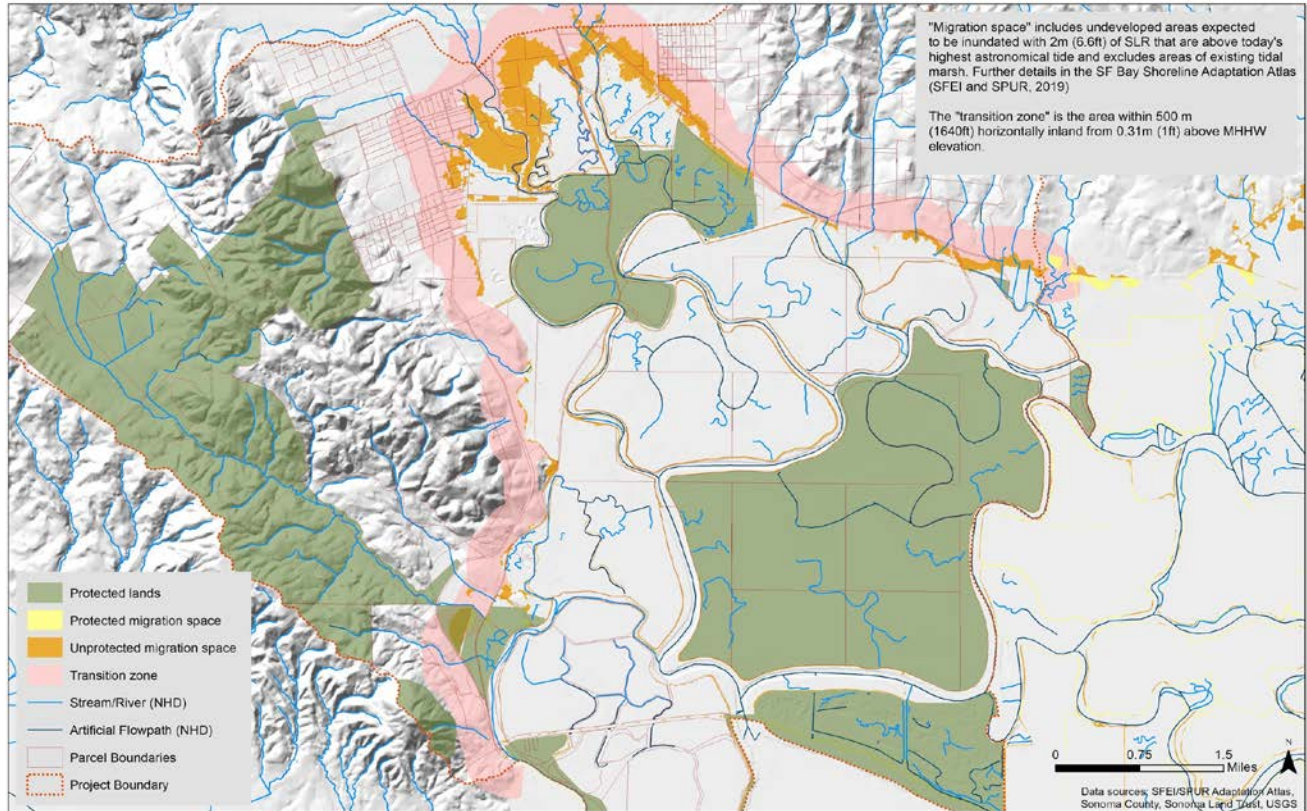 "Migration space" includes undeveloped areas expected
to be inundated with 2m (6.6ft) of SLR that are above today's
highest astronomical tide and excludes areas of existing tidal
marsh. Further details in the SF Bay Shoreline Adaptation Atlas
(SFEI and SPUR, 2019)
The "transition zone" is the area within 500 m
(1640ft) horizontally inland from 0.31m (1ft) above MHHW
elevation.
Protected lands
Protected migration space
Unprotected migration space
Transition zone
Stream/River (NHD)
Artificial Flowpath (NHD)
Parcel Boundaries
Project Boundary
N
0 0.75 1.5
Miles
Data sources: SFEI/SPUR Adaptation Atlas,
Sonoma County, Sonoma Land Trust, USGS